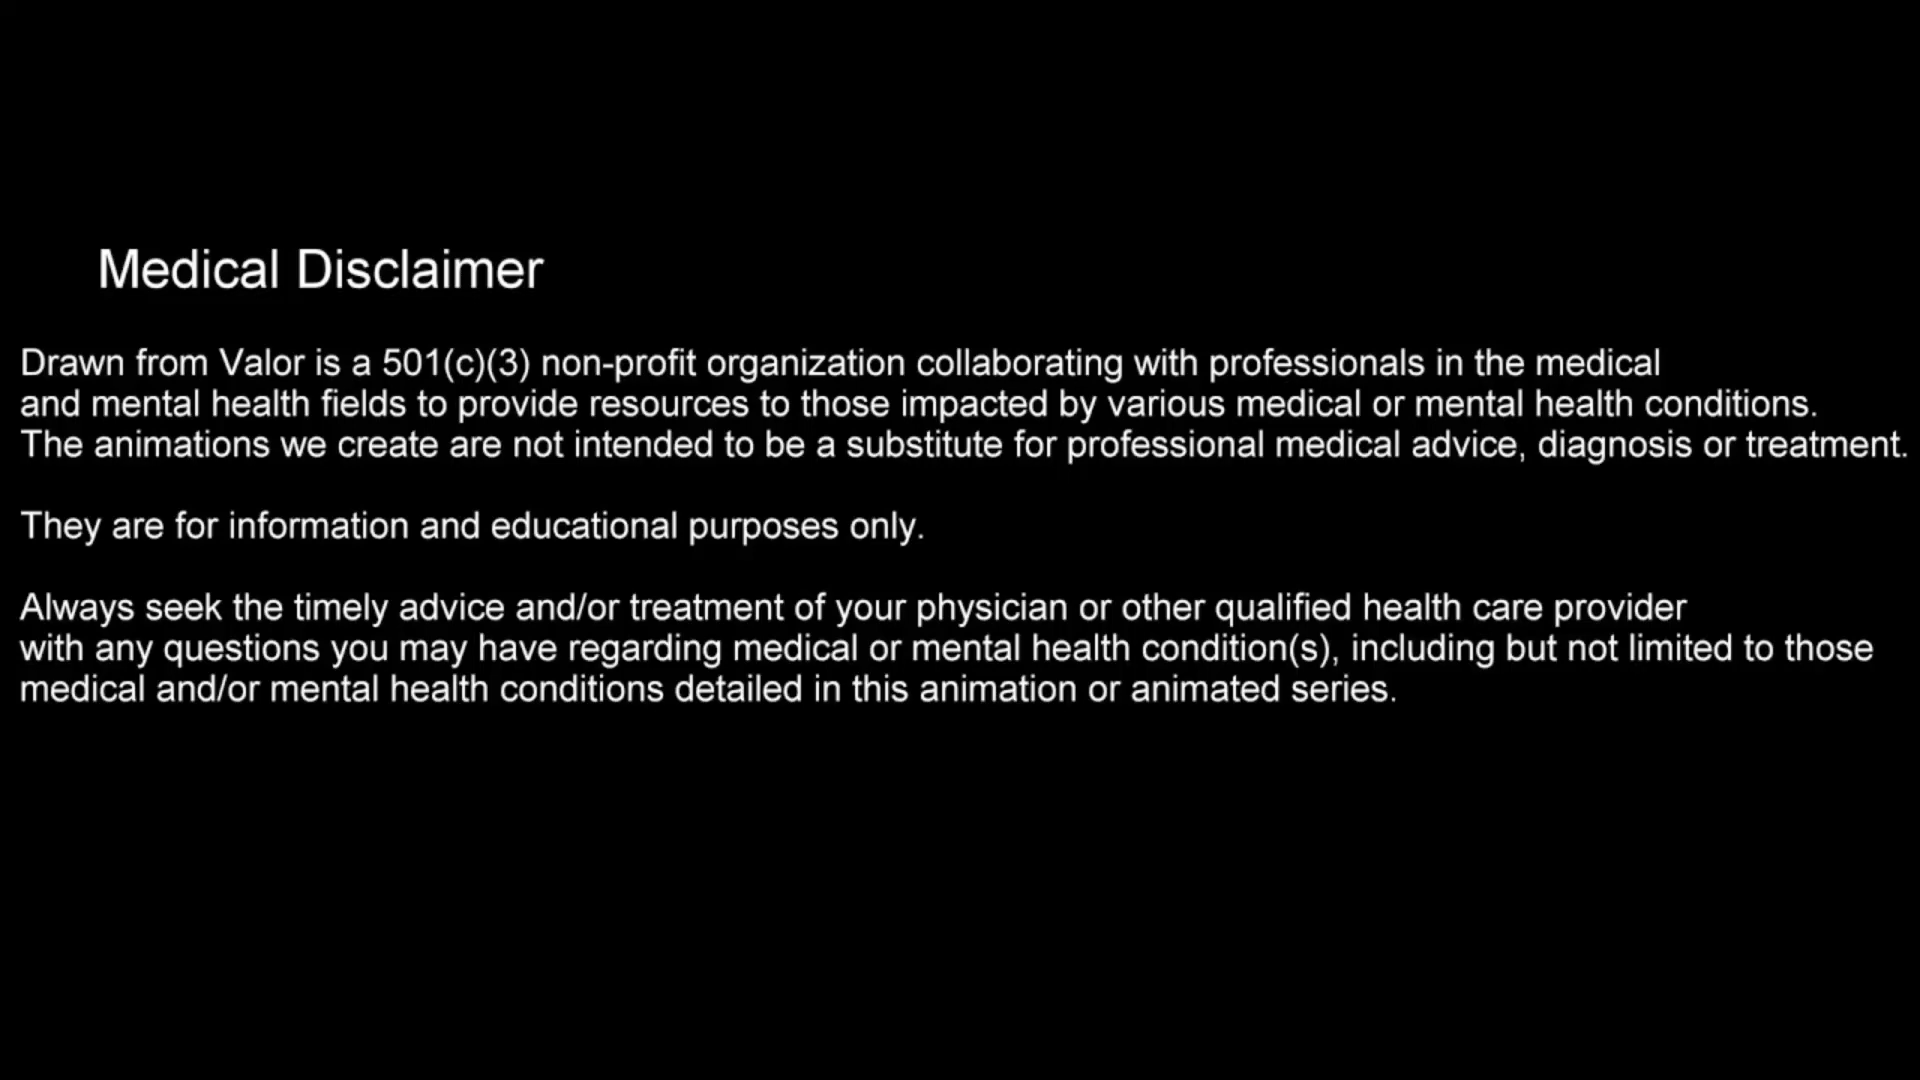 Medical Disclaimer
Drawn from Valor is a 501(c)(3) non-profit organization collaborating with professionals in the medical
and mental health fields to provide resources to those impacted by various medical or mental health conditions.
The animations we create are not intended to be a substitute for professional medical advice, diagnosis or treatment.
They are for information and educational purposes only.
Always seek the timely advice and/or treatment of your physician or other qualified health care provider
with any questions you may have regarding medical or mental health condition(s), including but not limited to those
medical and/or mental health conditions detailed in this animation or animated series.